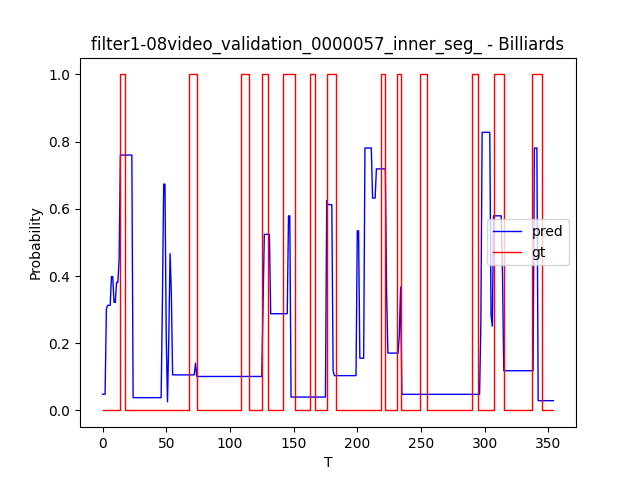 filter1-08video_validation_0000057_inner_seg_ - Billiards
1.0
0.8
0.6
0.4
0.2
0.0
Probability
pred
gt
0 50 100 150 200 250 300 350
T